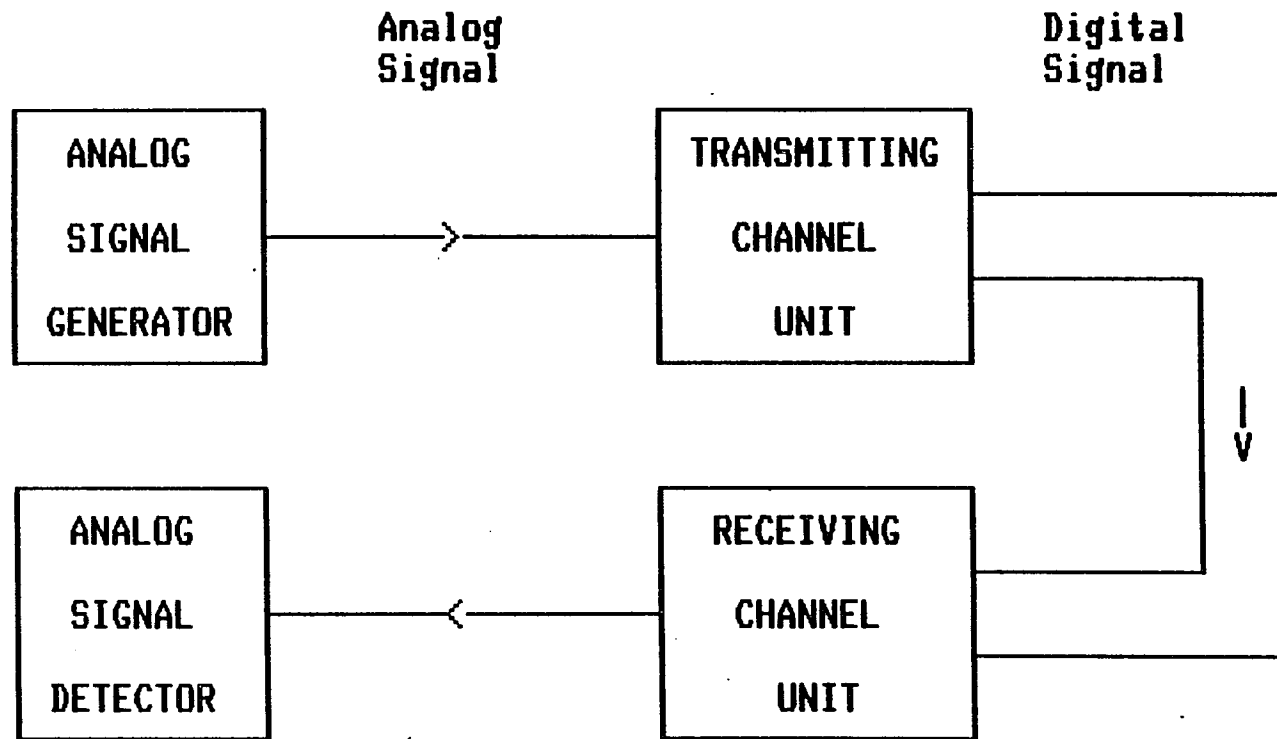 Analog
Signal
Digital
Signal
ANALOG
SIGNAL
GENERATOR
TRANSMITTING
CHANNEL
UNIT
ANALOG
SIGNAL
DETECTOR
RECEIVING
CHANNEL
UNIT